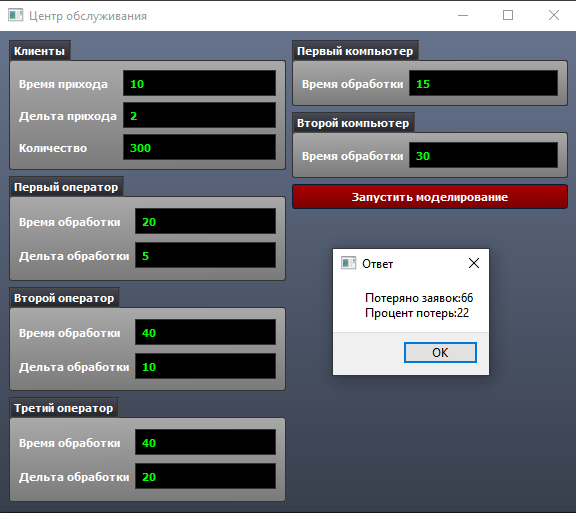 Центр обслуживания
Клиенты
Время прихода 10
Дельта прихода 2
Количество 300
Первый оператор
Время обработки 20
Дельта обработки 5
Второй оператор
Время обработки 40
Дельта обработки 10
Третий оператор
Время обработки 40
Дельта обработки 20
Первый компьютер
Время обработки 15
Второй компьютер
Время обработки 30
Запустить моделирование
Ответ
Потеряно заявок:66
Процент потерь:22
OK